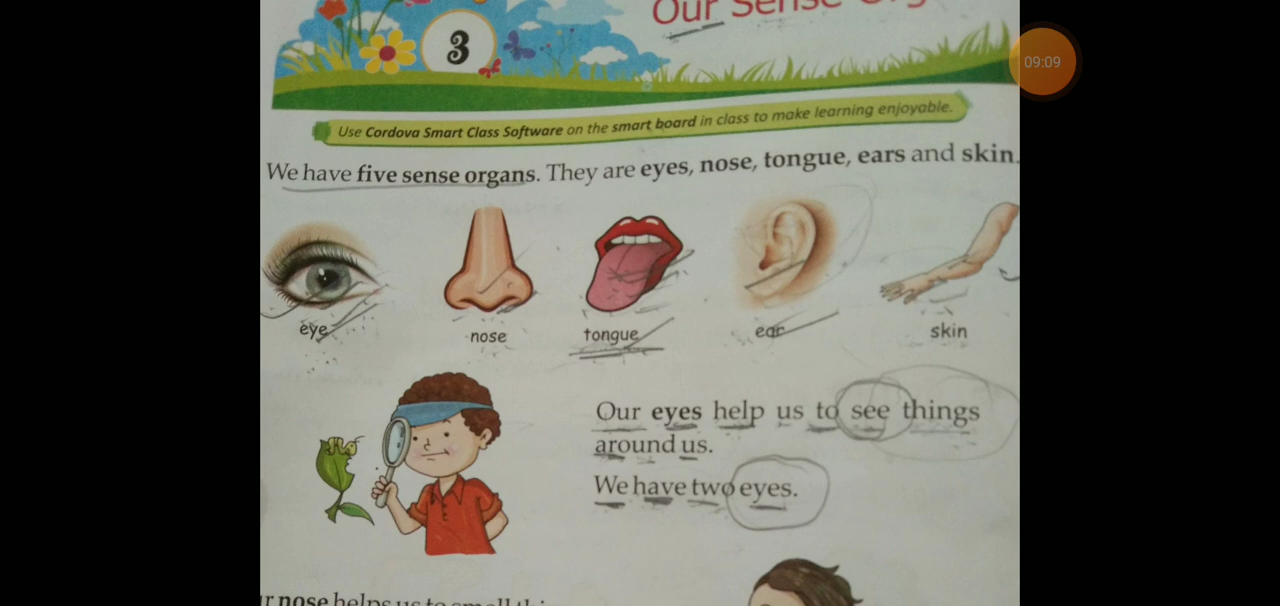 Our Sense
3
09:09
Use Cordova Smart Class Software on the smart board in class to make learning enjoyable.
We have five sense organs. They are eyes, nose, tongue, ears and skin.
eye nose tongue ear skin
Our eyes help us to see things
around us.
We have two eyes.
nose helps us to smell